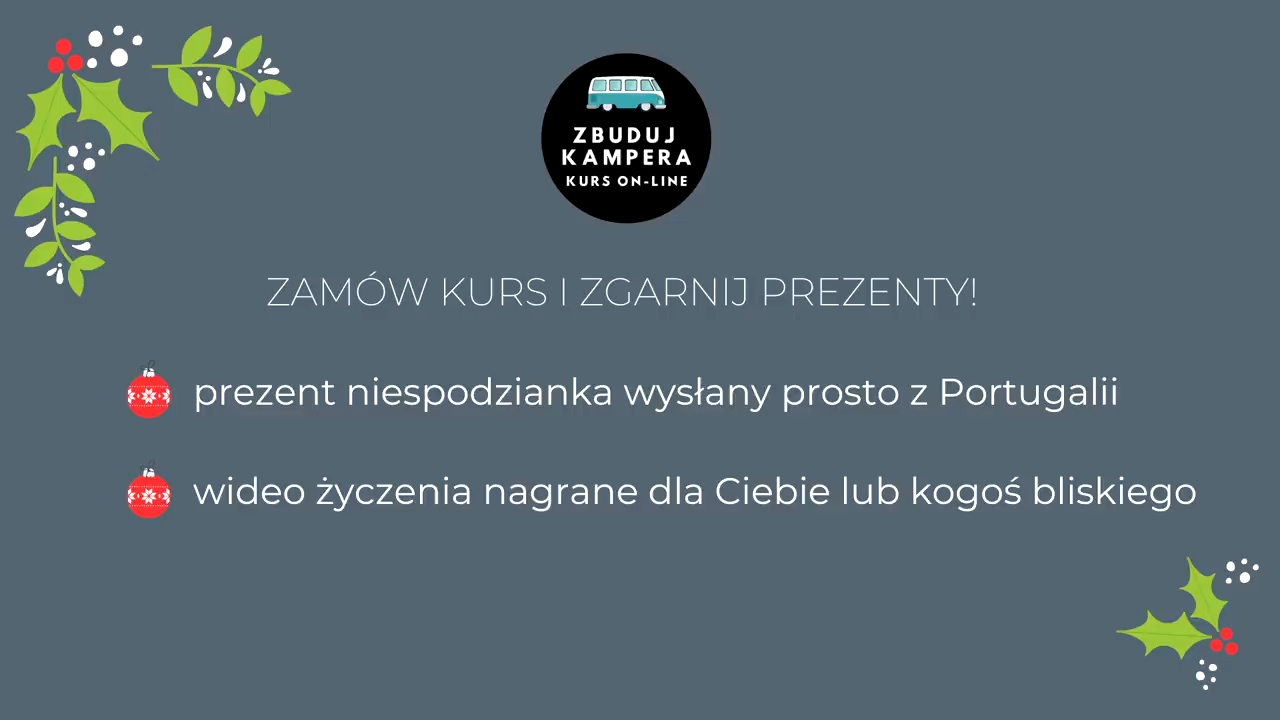 ZBUDUJ
KAMPERA
KURS ON-LINE
ZAMÓW KURS I ZGARNIJ PREZENTY!
prezent niespodzianka wysłany prosto z Portugalii
wideo życzenia nagrane dla Ciebie lub kogoś bliskiego